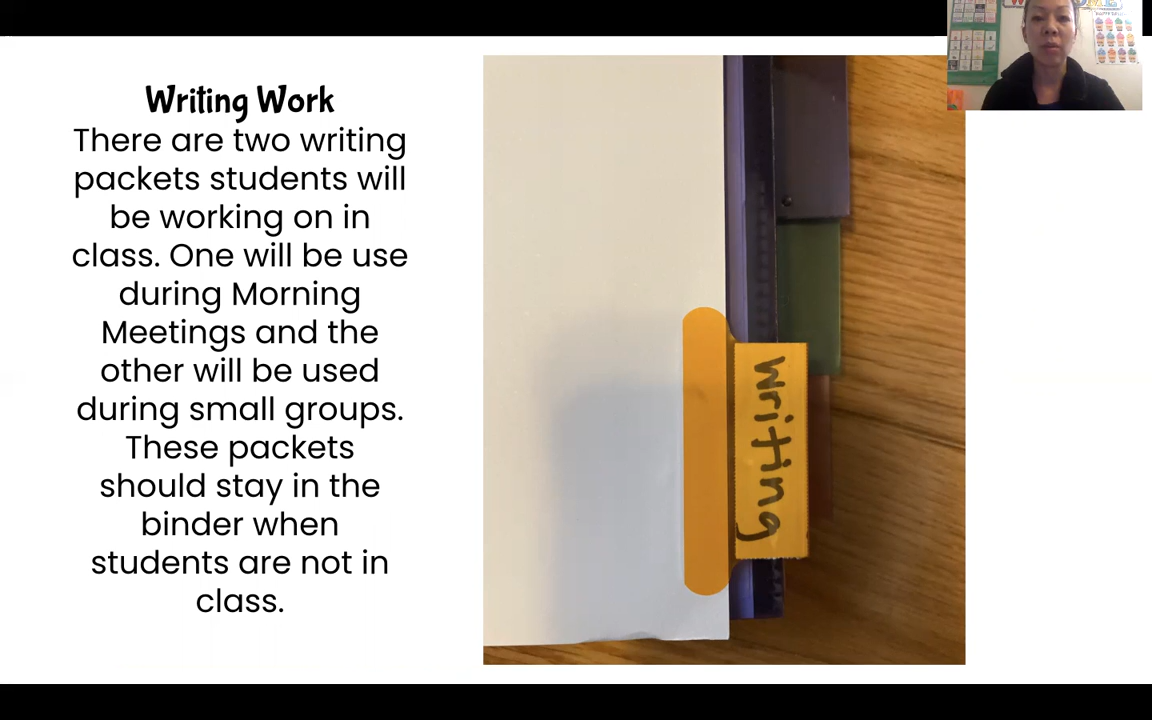 Writing Work
There are two writing
packets students will
be working on in
class. One will be use
during Morning
Meetings and the
other will be used
during small groups.
These packets
should stay in the
binder when
students are not in
class.
writing